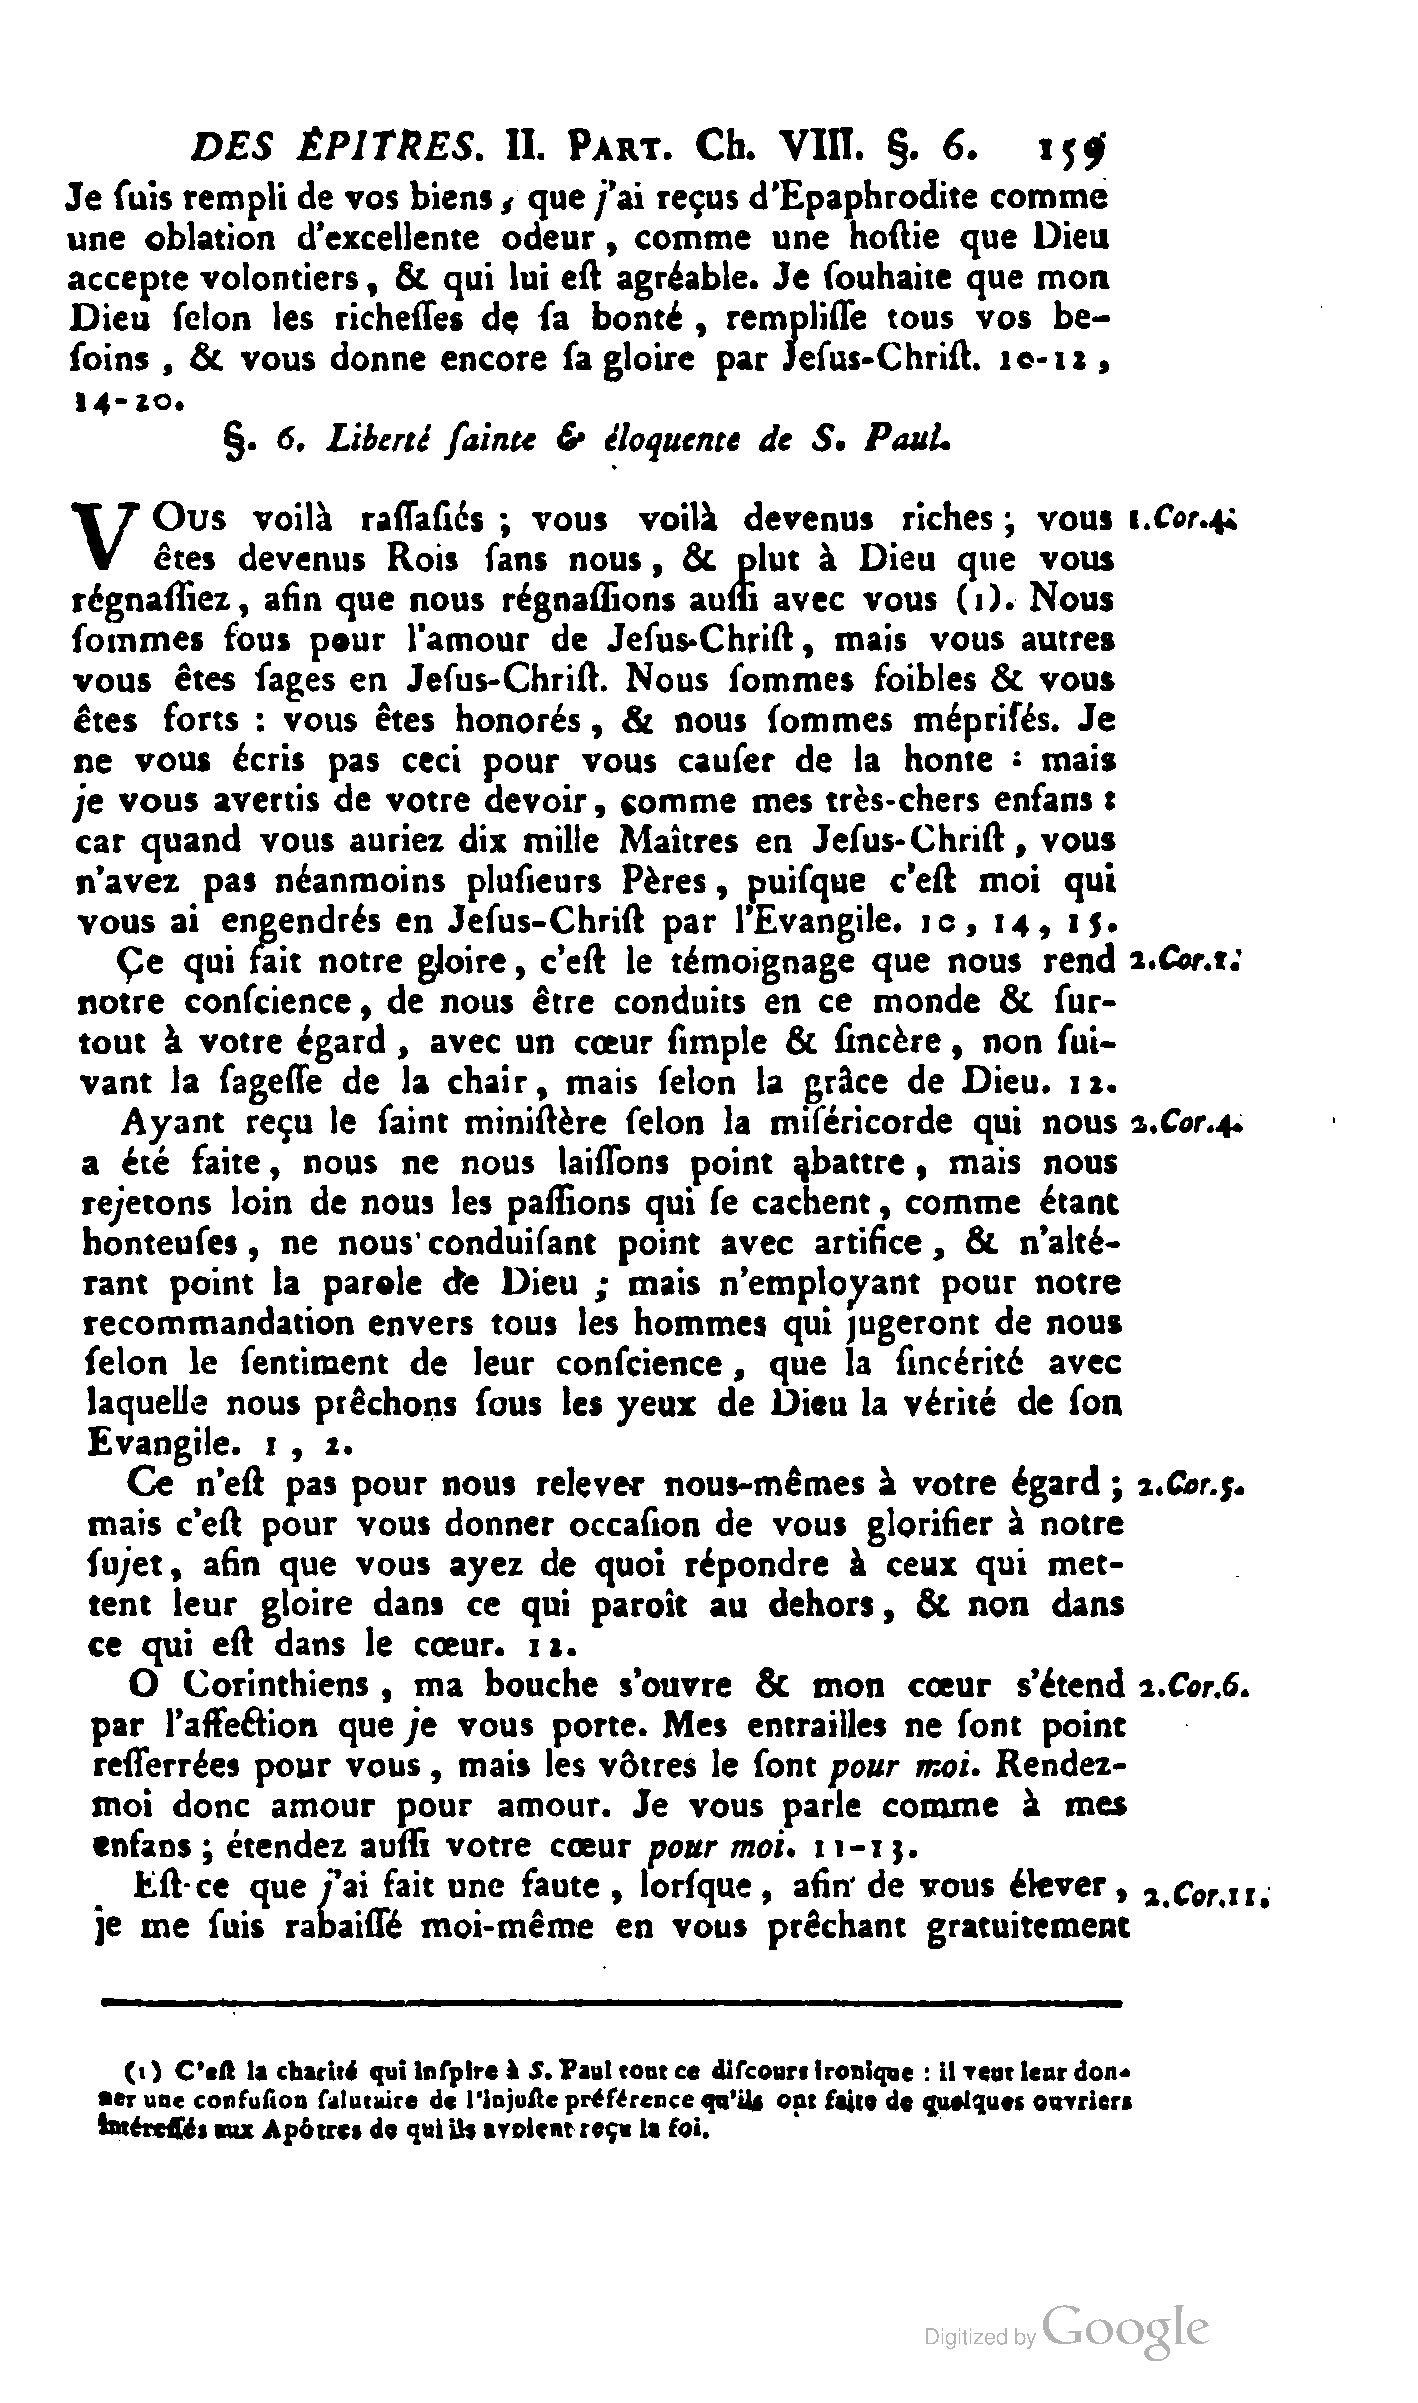 DES ÉPITRES. II. PART. Ch. VIII. §. 6. 159
Je ſuis rempli de vos biens, que j'ai reçus d'Epaphrodite comme
une oblation d'excellente odeur, comme une hoſtie que Dieu
accepte volontiers, & qui lui eſt agréable. Je ſouhaite que mon
Dieu ſelon les richeſſes de ſa bonté, rempliſſe tous vos be-
ſoins, & vous donne encore ſa gloire par Jeſus-Chriſt. 10-12,
14-20.
§. 6. Liberté ſainte & éloquente de S. Paul.
VOus voilà raſſaſiés; vous voilà devenus riches; vous 1.Cor.4.
êtes devenus Rois ſans nous, & plut à Dieu que vous
régnaſſiez, afin que nous régnaſſions auſſi avec vous (1). Nous
ſommes fous pour l'amour de Jeſus-Chriſt, mais vous autres
vous êtes ſages en Jeſus-Chriſt. Nous ſommes foibles & vous
êtes forts : vous êtes honorés, & nous ſommes mépriſés. Je
ne vous écris pas ceci pour vous cauſer de la honte : mais
je vous avertis de votre devoir, comme mes très-chers enfans :
car quand vous auriez dix mille Maîtres en Jeſus-Chriſt, vous
n'avez pas néanmoins pluſieurs Pères, puiſque c'eſt moi qui
vous ai engendrés en Jeſus-Chriſt par l'Evangile. 10, 14, 15.
Çe qui fait notre gloire, c'eſt le témoignage que nous rend 2.Cor.1.
notre conſcience, de nous être conduits en ce monde & ſur-
tout à votre égard, avec un cœur ſimple & ſincère, non ſui-
vant la ſageſſe de la chair, mais ſelon la grâce de Dieu. 12.
Ayant reçu le ſaint miniſtère ſelon la miſéricorde qui nous 2.Cor.4.
a été faite, nous ne nous laiſſons point abattre, mais nous
rejetons loin de nous les paſſions qui ſe cachent, comme étant
honteuſes, ne nous conduiſant point avec artifice, & n'alté-
rant point la parole de Dieu; mais n'employant pour notre
recommandation envers tous les hommes qui jugeront de nous
ſelon le ſentiment de leur conſcience, que la ſincérité avec
laquelle nous prêchons ſous les yeux de Dieu la vérité de ſon
Evangile. 1, 2.
Ce n'eſt pas pour nous relever nous-mêmes à votre égard; 2.Cor.5.
mais c'eſt pour vous donner occaſion de vous glorifier à notre
ſujet, afin que vous ayez de quoi répondre à ceux qui met-
tent leur gloire dans ce qui paroît au dehors, & non dans
ce qui eſt dans le cœur. 12.
O Corinthiens, ma bouche s'ouvre & mon cœur s'étend 2.Cor.6.
par l'affection que je vous porte. Mes entrailles ne ſont point
reſſerrées pour vous, mais les vôtres le ſont pour moi. Rendez-
moi donc amour pour amour. Je vous parle comme à mes
enfans; étendez auſſi votre cœur pour moi. 11-13.
Eſt-ce que j'ai fait une faute, lorſque, afin de vous élever, 2.Cor.11.
je me ſuis rabaiſſé moi-même en vous prêchant gratuitement
(1) C'eſt la charité qui inſpire à S. Paul tout ce diſcours ironique : il veut leur don-
ner une confuſion ſalutaire de l'injuſte préférence qu'ils ont faite de quelques ouvriers
intéreſſés aux Apôtres de qui ils avoient reçu la foi.
Digitized by Google